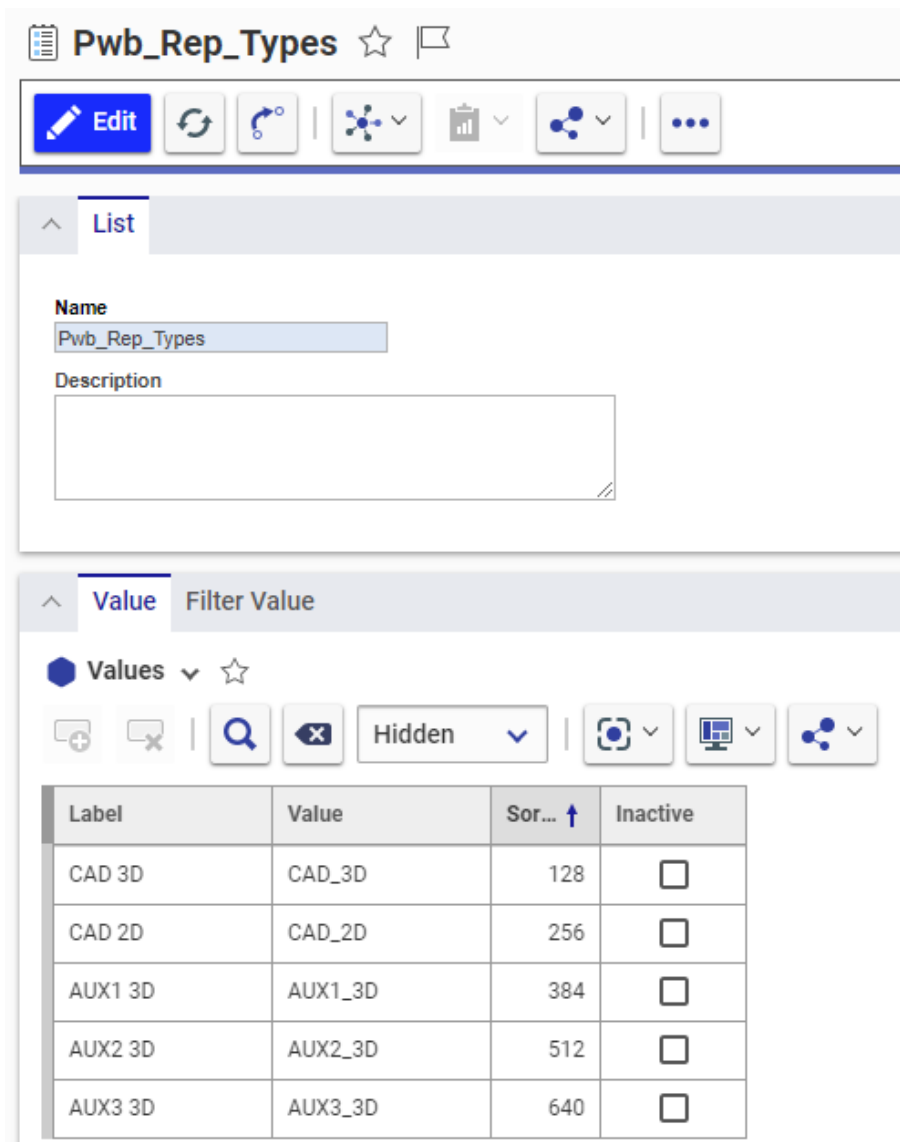 Pwb_Rep_Types
Edit
List
Name
Pwb_Rep_Types
Description
Value Filter Value
Values
Hidden
Label Value Sor... Inactive
CAD 3D CAD_3D 128
CAD 2D CAD_2D 256
AUX1 3D AUX1_3D 384
AUX2 3D AUX2_3D 512
AUX3 3D AUX3_3D 640